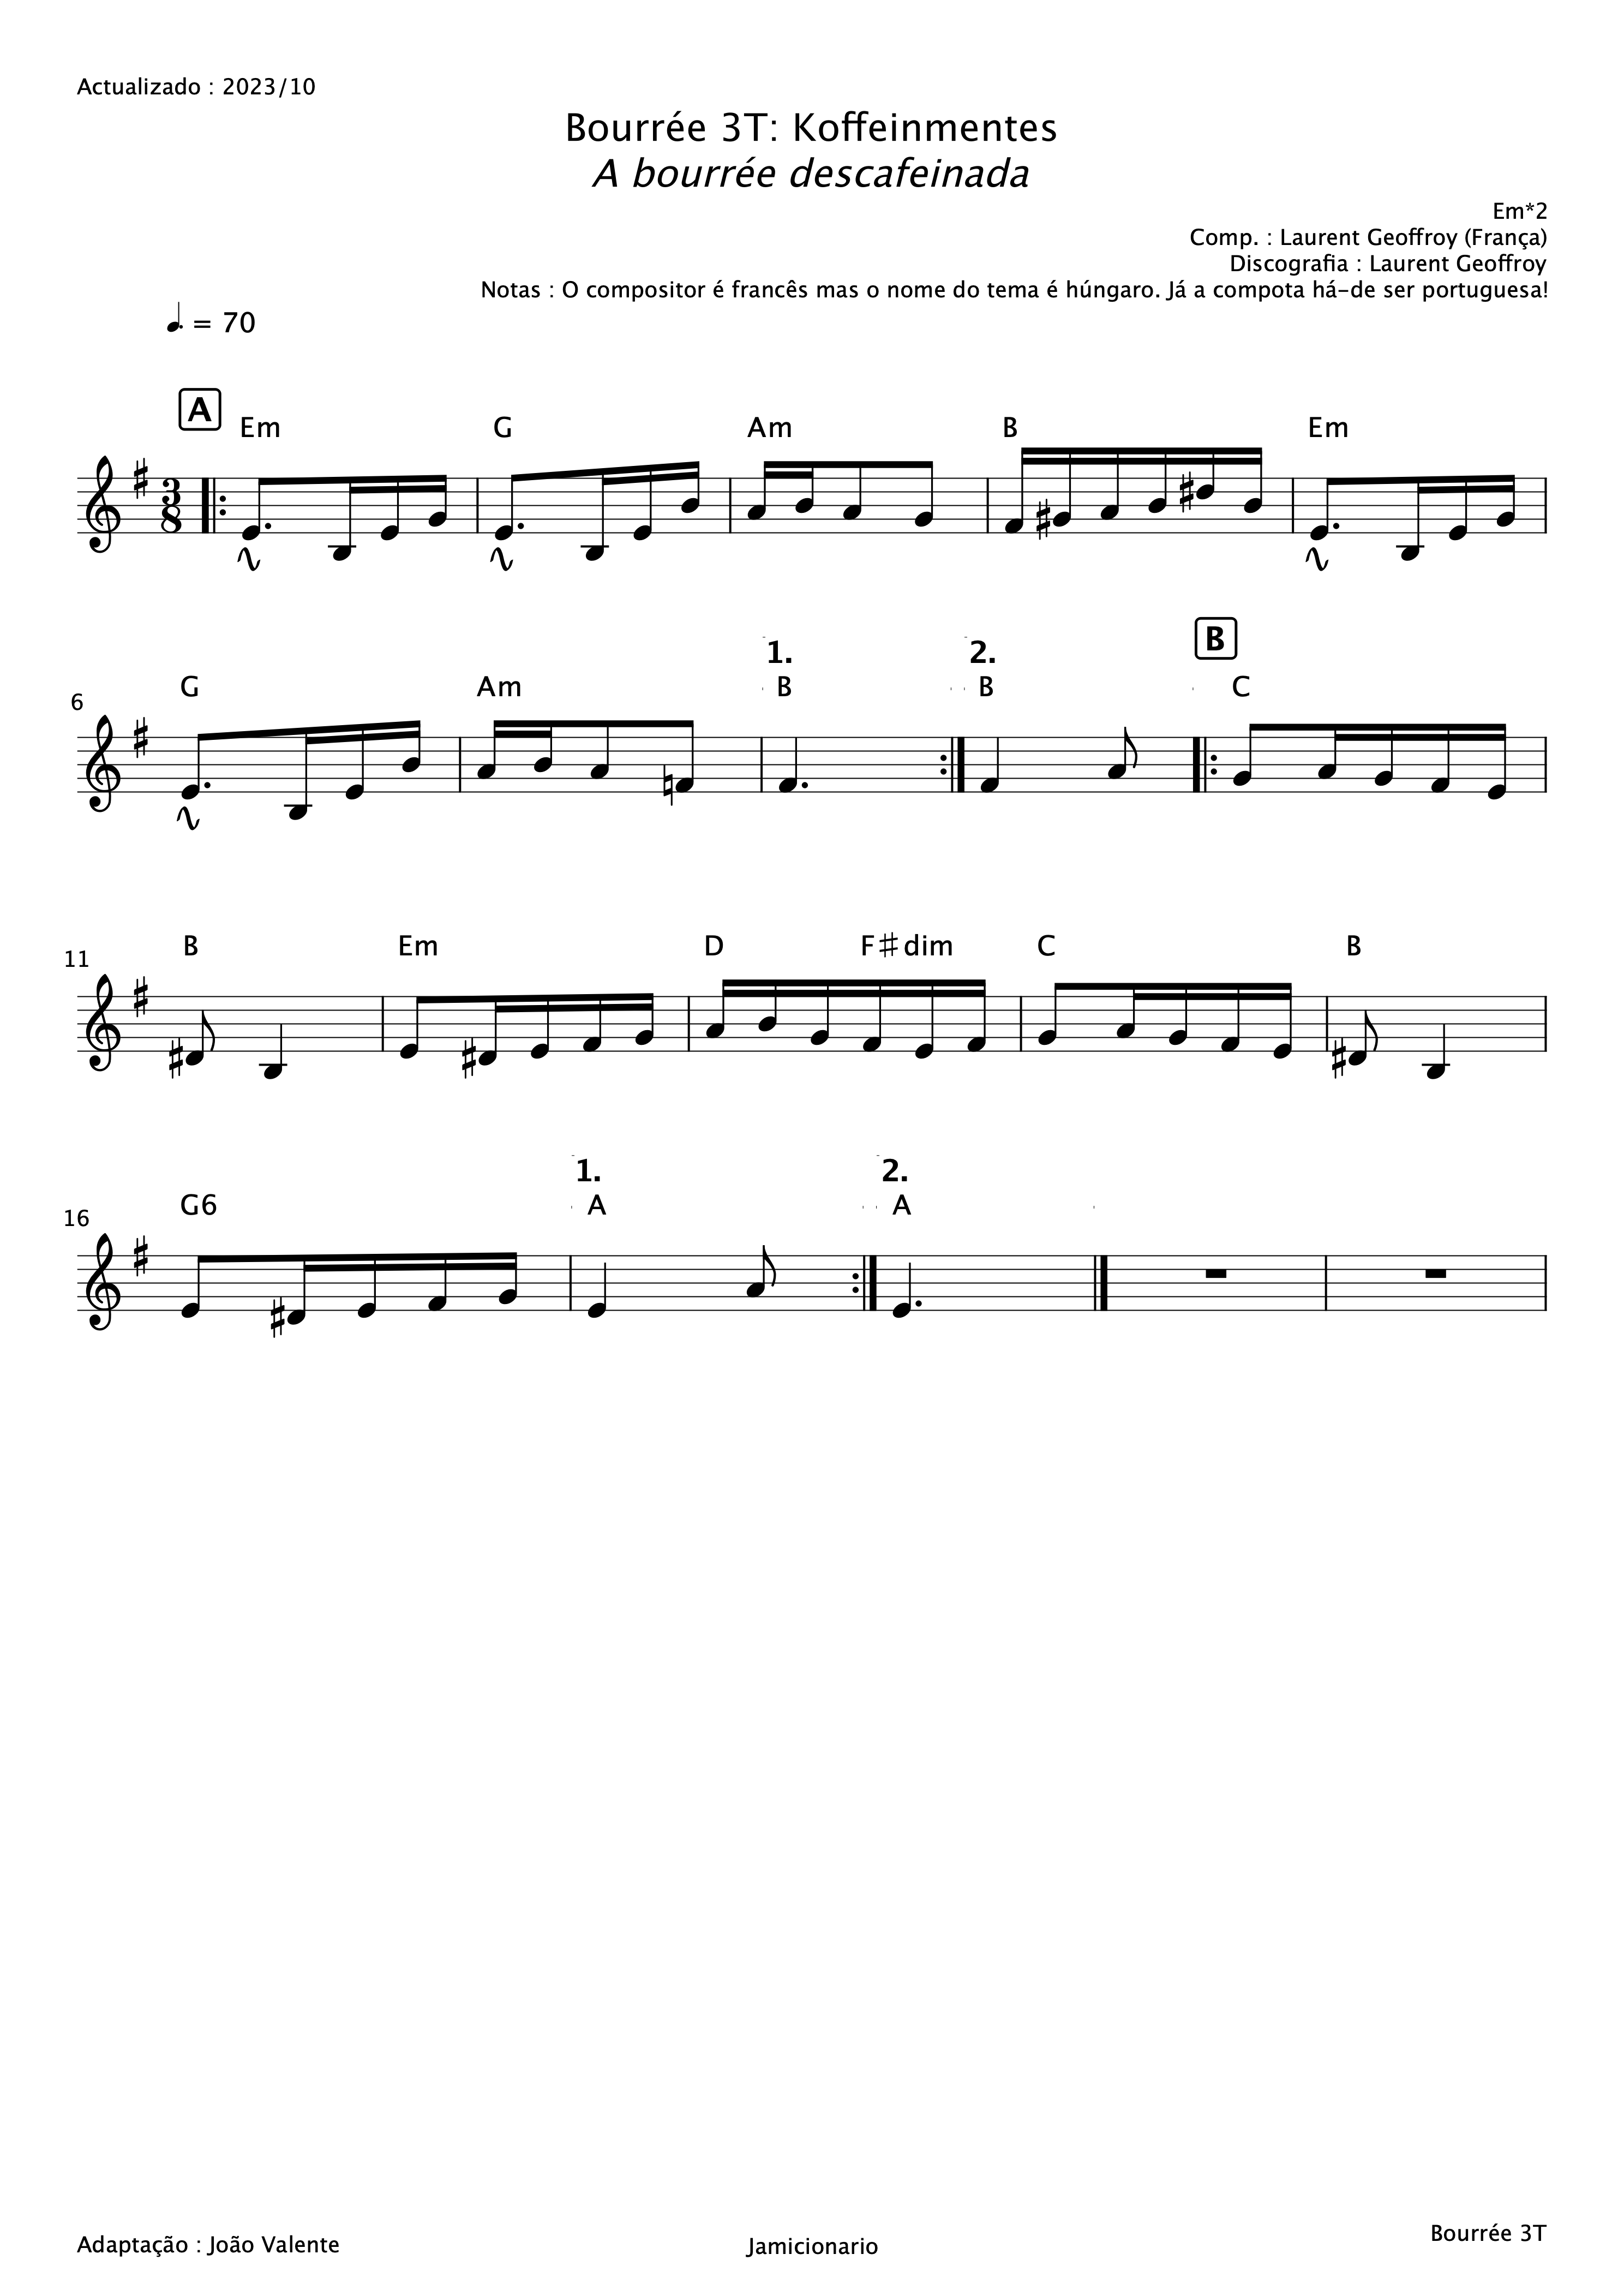 Actualizado : 2023/10
Bourrée 3T: Koffeinmentes
A bourrée descafeinada
Em*2
Comp. : Laurent Geoffroy (França)
Discografia : Laurent Geoffroy
Notas : O compositor é francês mas o nome do tema é húngaro. Já a compota há-de ser portuguesa!
= 70
A
Em G Am B Em
3
8
1. 2. B
6 G Am B B C
11 B Em D F♯dim C B
1. 2.
16 G6 A A
Adaptação : João Valente
Jamicionario
Bourrée 3T